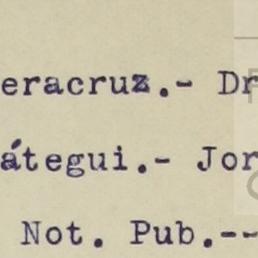 eracruz.- Dr
átegui.- Jor
Not. Pub.--